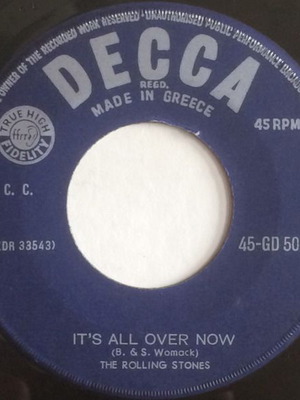 OWNER OF THE RECORDED WORK RESERVED - UNAUTHORISED PUBLIC PERFORMANCE
DECCA
REGD.
MADE IN GREECE
TRUE HIGH
ffrr
FIDELITY
45 RPM
C. C.
DR 33543)
45-GD 50
IT'S ALL OVER NOW
(B. & S. Womack)
THE ROLLING STONES